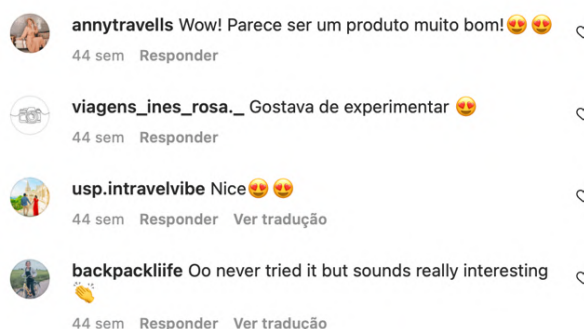 annytravells Wow! Parece ser um produto muito bom!😍😍
44 sem Responder
viagens_ines_rosa._ Gostava de experimentar 😍
44 sem Responder
usp.intravelvibe Nice😍😍
44 sem Responder Ver tradução
backpackliife Oo never tried it but sounds really interesting
👏
44 sem Responder Ver tradução